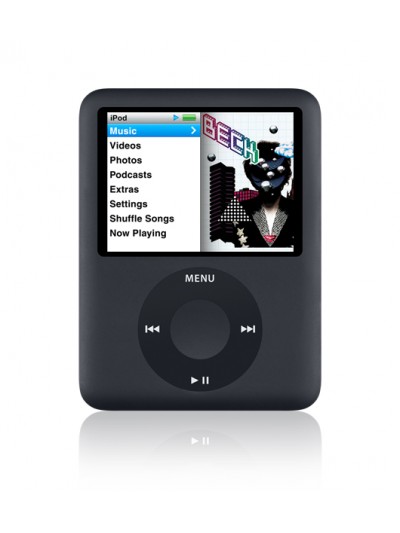 iPod
Music
Videos
Photos
Podcasts
Extras
Settings
Shuffle Songs
Now Playing
BECK
MENU